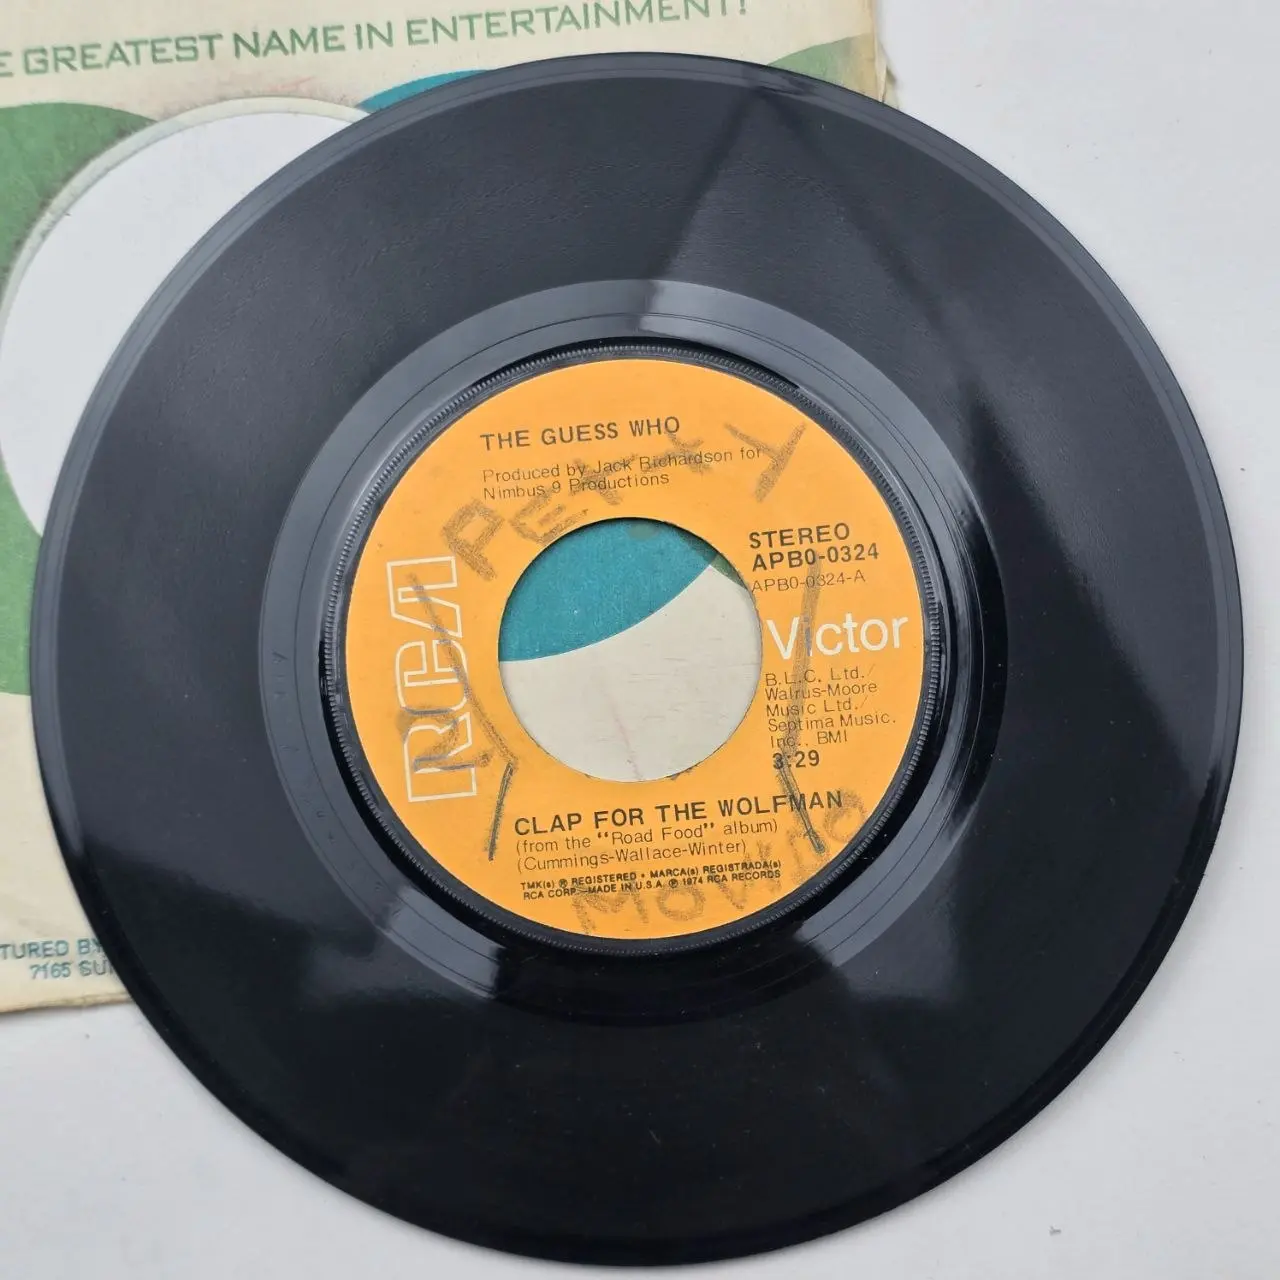 E GREATEST NAME IN ENTERTAINMENT!
THE GUESS WHO
Produced by Jack Richardson for
Nimbus 9 Productions
STEREO
APB0-0324
APB0-0324-A
RCA
Victor
B.L.C. Ltd./
Walrus-Moore
Music Ltd./
Septima Music.
Inc., BMI
3:29
CLAP FOR THE WOLFMAN
(from the "Road Food" album)
(Cummings-Wallace-Winter)
TMK(s) ® REGISTERED • MARCA(s) REGISTRADA(s)
RCA CORP.—MADE IN U.S.A. ℗ 1974 RCA RECORDS
TURED BY
7165 SU